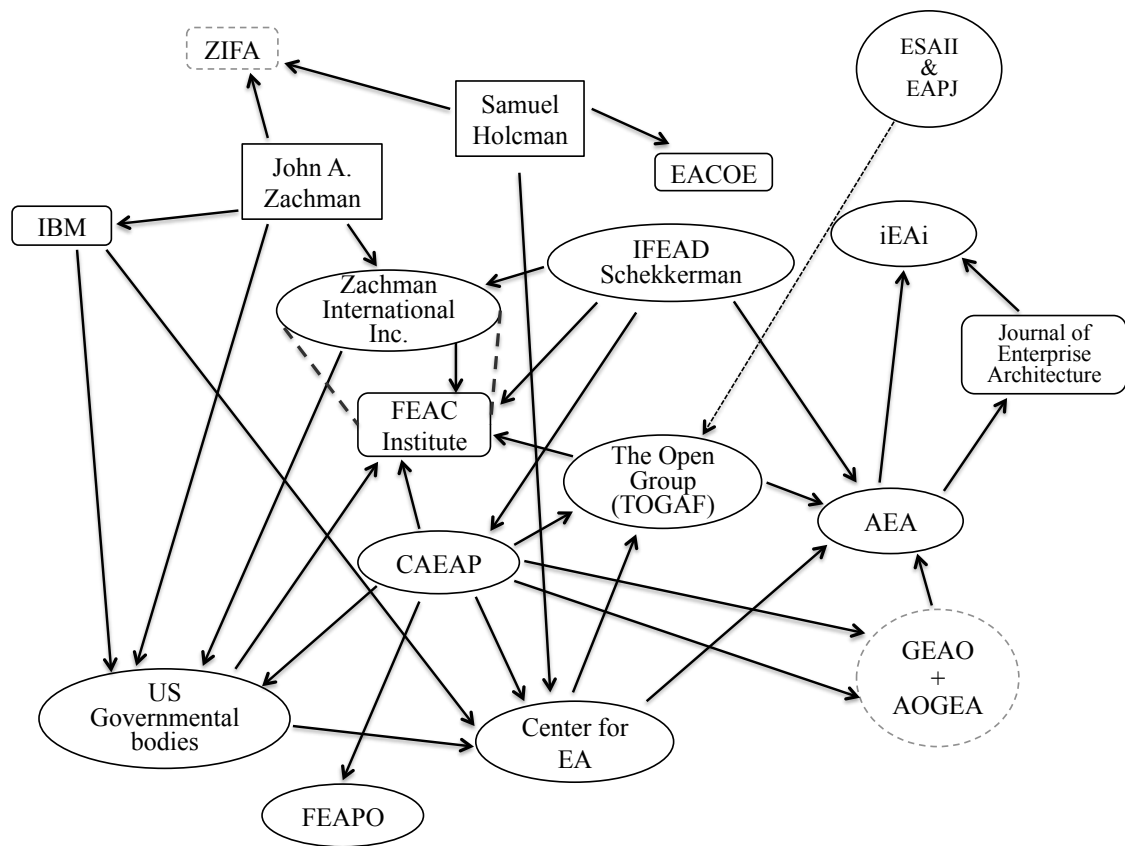 ZIFA
ESAII
&
EAPJ
Samuel
Holcman
John A.
Zachman
EACOE
IBM
iEAi
IFEAD
Schekkerman
Zachman
International
Inc.
Journal of
Enterprise
Architecture
FEAC
Institute
The Open
Group
(TOGAF)
AEA
CAEAP
GEAO
+
AOGEA
US
Governmental
bodies
Center for
EA
FEAPO